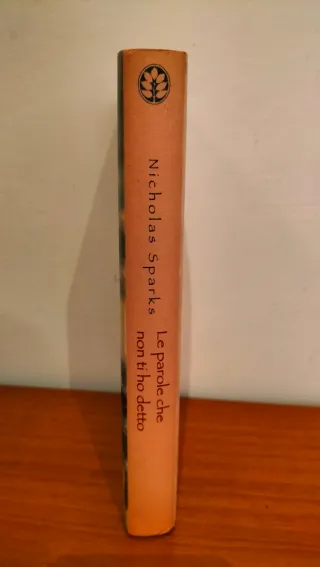 Nicholas Sparks
Le parole che
non ti ho detto